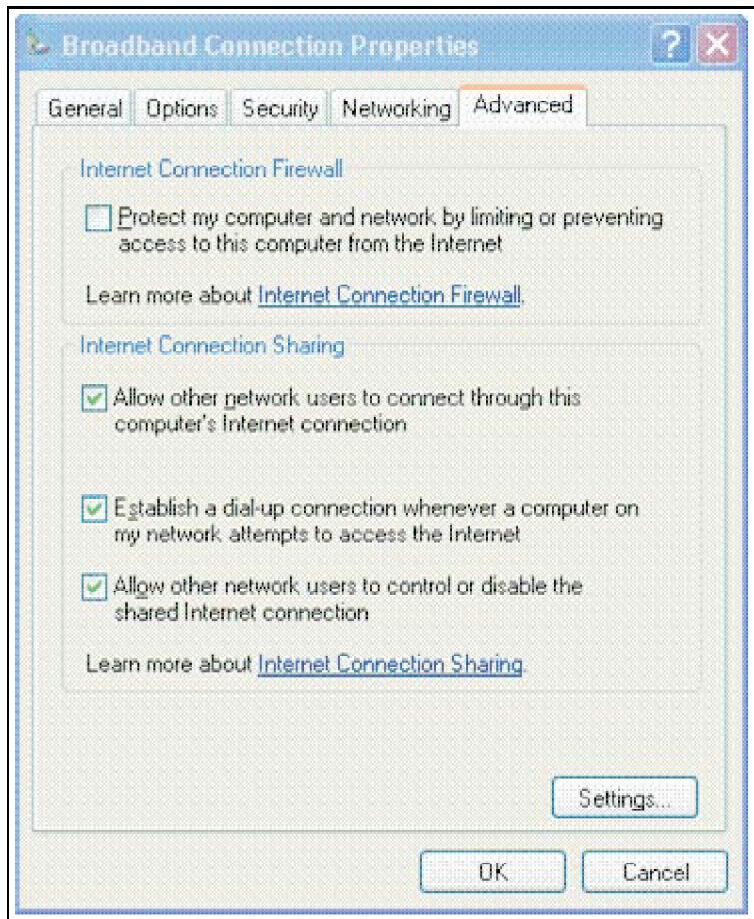 Broadband Connection Properties
General Options Security Networking Advanced
Internet Connection Firewall
Protect my computer and network by limiting or preventing
access to this computer from the Internet
Learn more about Internet Connection Firewall.
Internet Connection Sharing
Allow other network users to connect through this
computer's Internet connection
Establish a dial-up connection whenever a computer on
my network attempts to access the Internet
Allow other network users to control or disable the
shared Internet connection
Learn more about Internet Connection Sharing.
Settings...
OK Cancel